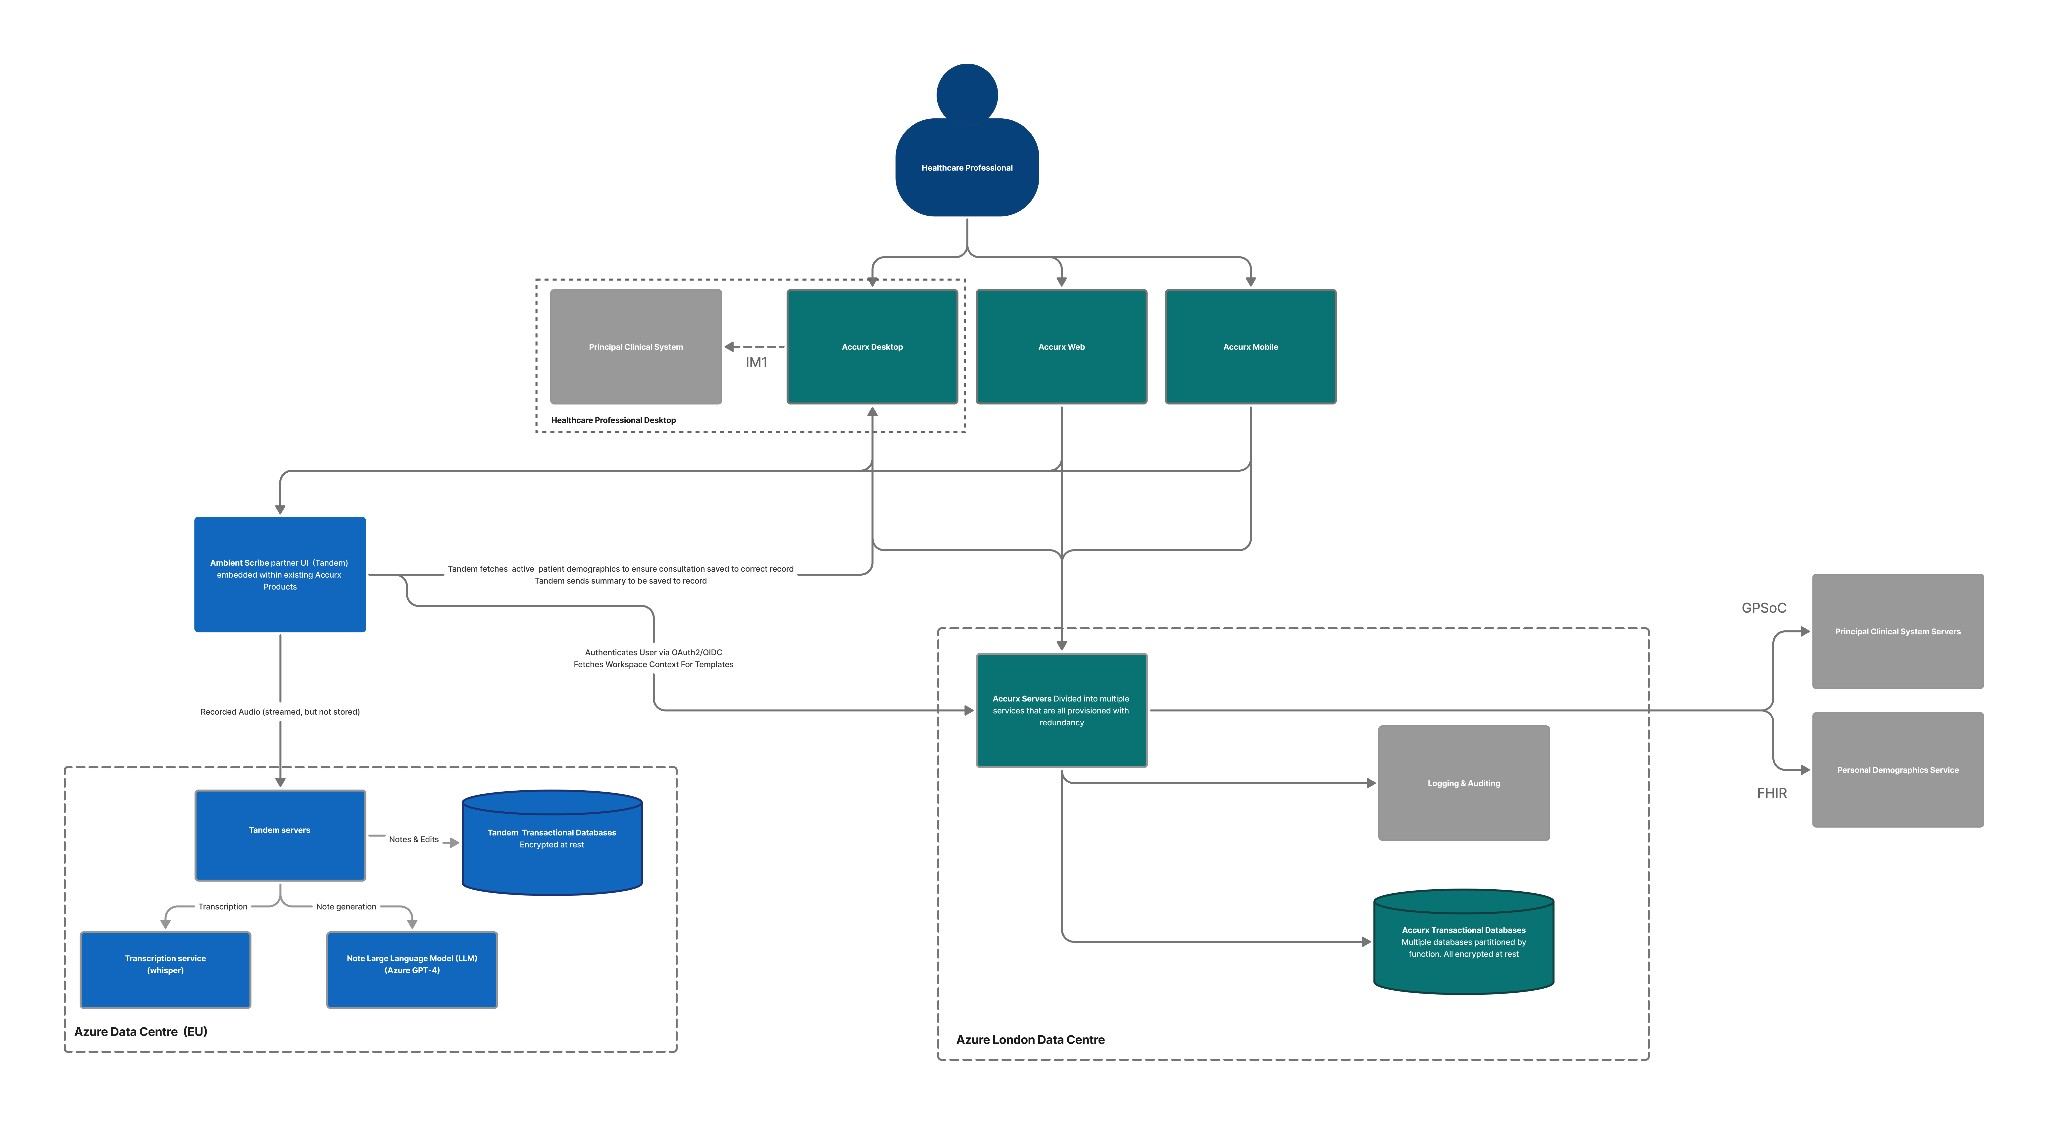 Healthcare Professional
Principal Clinical System
IM1
Accurx Desktop
Accurx Web
Accurx Mobile
Healthcare Professional Desktop
Ambient Scribe partner UI (Tandem)
embedded within existing Accurx
Products
Tandem fetches active patient demographics to ensure consultation saved to correct record
Tandem sends summary to be saved to record
Authenticates User via OAuth2/OIDC
Fetches Workspace Context For Templates
Recorded Audio (streamed, but not stored)
GPSoC
Principal Clinical System Servers
Accurx Servers Divided into multiple
services that are all provisioned with
redundancy
Personal Demographics Service
FHIR
Logging & Auditing
Tandem servers
Notes & Edits
Tandem Transactional Databases
Encrypted at rest
Transcription
Note generation
Transcription service
(whisper)
Note Large Language Model (LLM)
(Azure GPT-4)
Azure Data Centre (EU)
Accurx Transactional Databases
Multiple databases partitioned by
function. All encrypted at rest
Azure London Data Centre